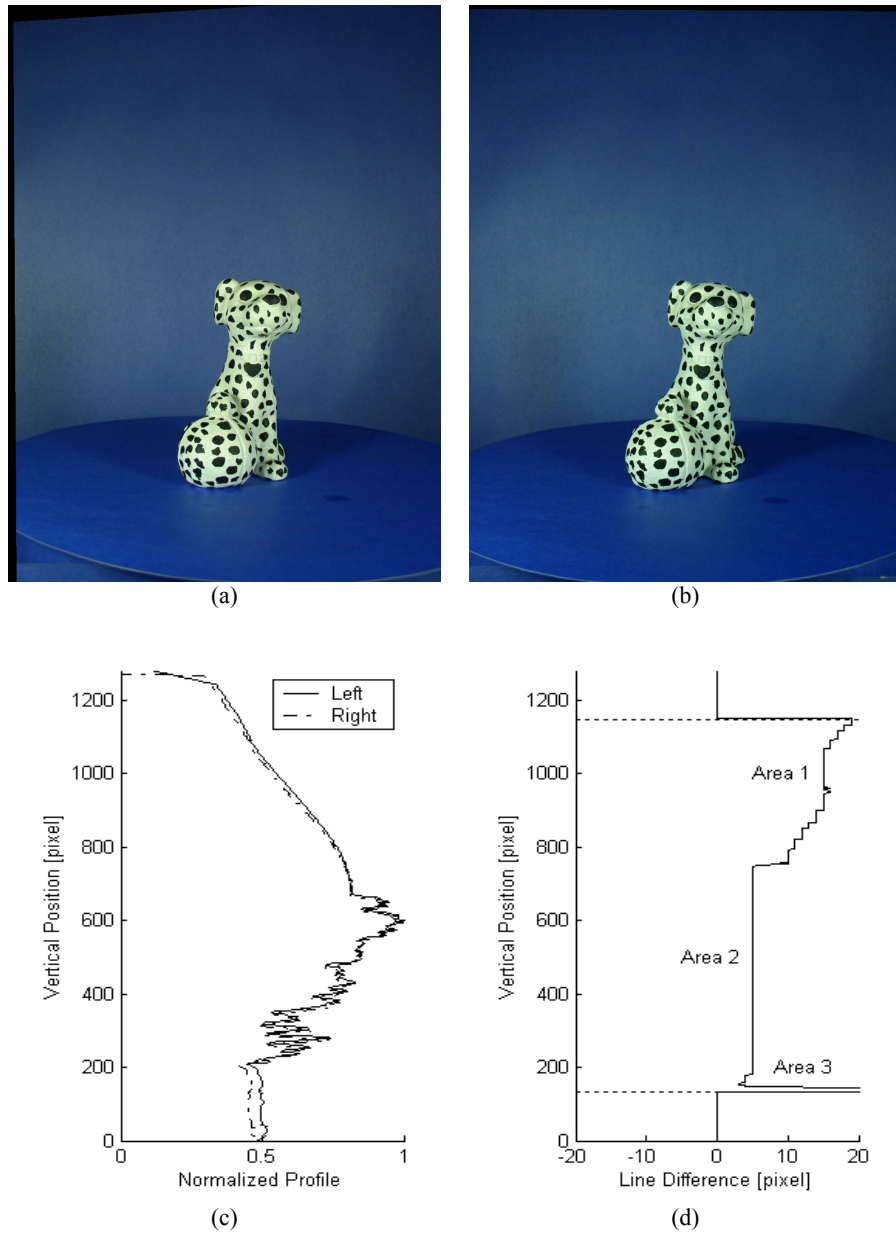 (a)
(b)
1200
1000
800
600
400
200
0
0
0.5
1
Vertical Position [pixel]
Normalized Profile
Left
Right
(c)
1200
1000
800
600
400
200
0
-20
-10
0
10
20
Vertical Position [pixel]
Line Difference [pixel]
Area 1
Area 2
Area 3
(d)